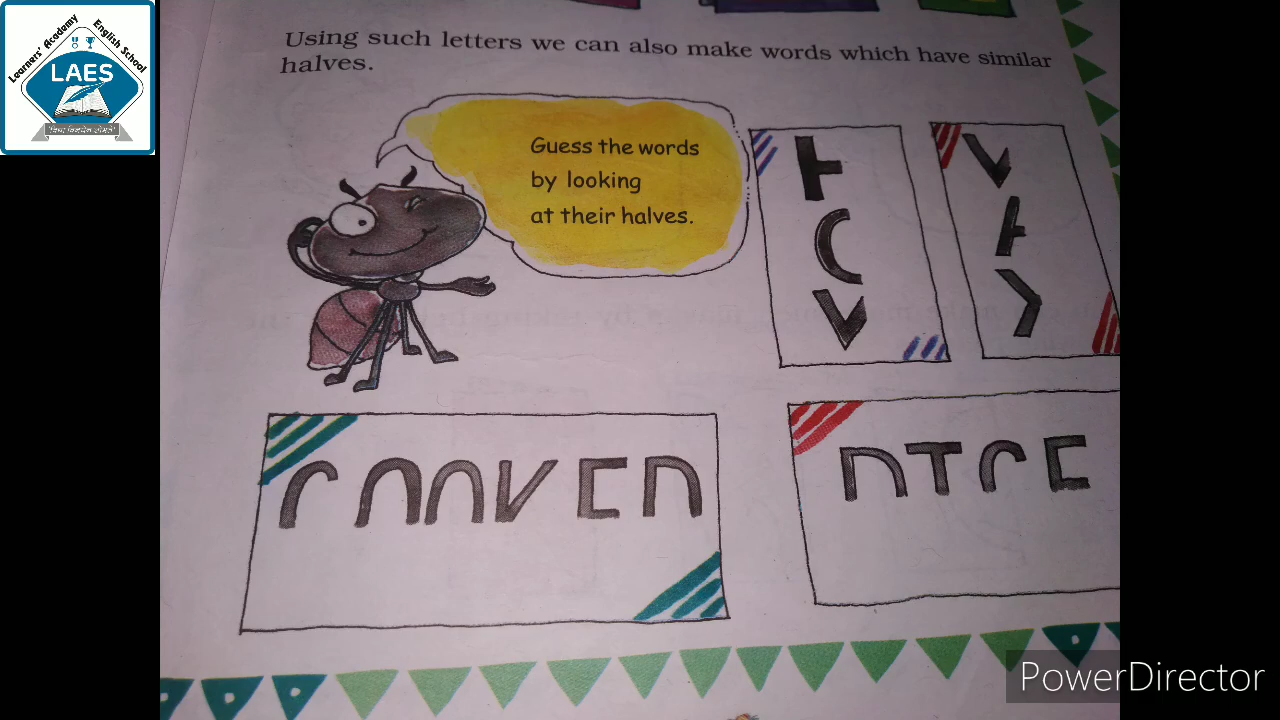 Learners' Academy English School
LAES
Using such letters we can also make words which have similar
halves.
Guess the words
by looking
at their halves.
PowerDirector